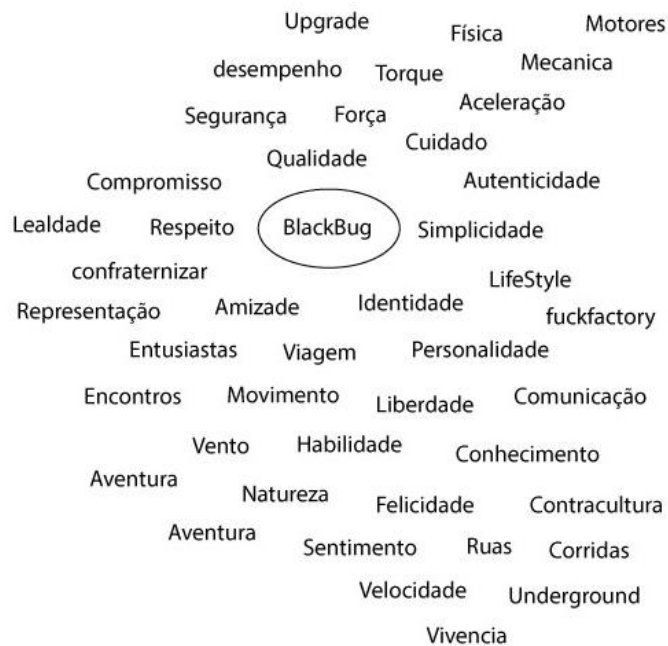 Upgrade
Física
Motores
desempenho
Torque
Mecanica
Segurança
Força
Aceleração
Qualidade
Cuidado
Compromisso
Autenticidade
Lealdade
Respeito
BlackBug
Simplicidade
confraternizar
LifeStyle
Representação
Amizade
Identidade
fuckfactory
Entusiastas
Viagem
Personalidade
Encontros
Movimento
Liberdade
Comunicação
Vento
Habilidade
Conhecimento
Aventura
Natureza
Felicidade
Contracultura
Aventura
Sentimento
Ruas
Corridas
Velocidade
Underground
Vivencia